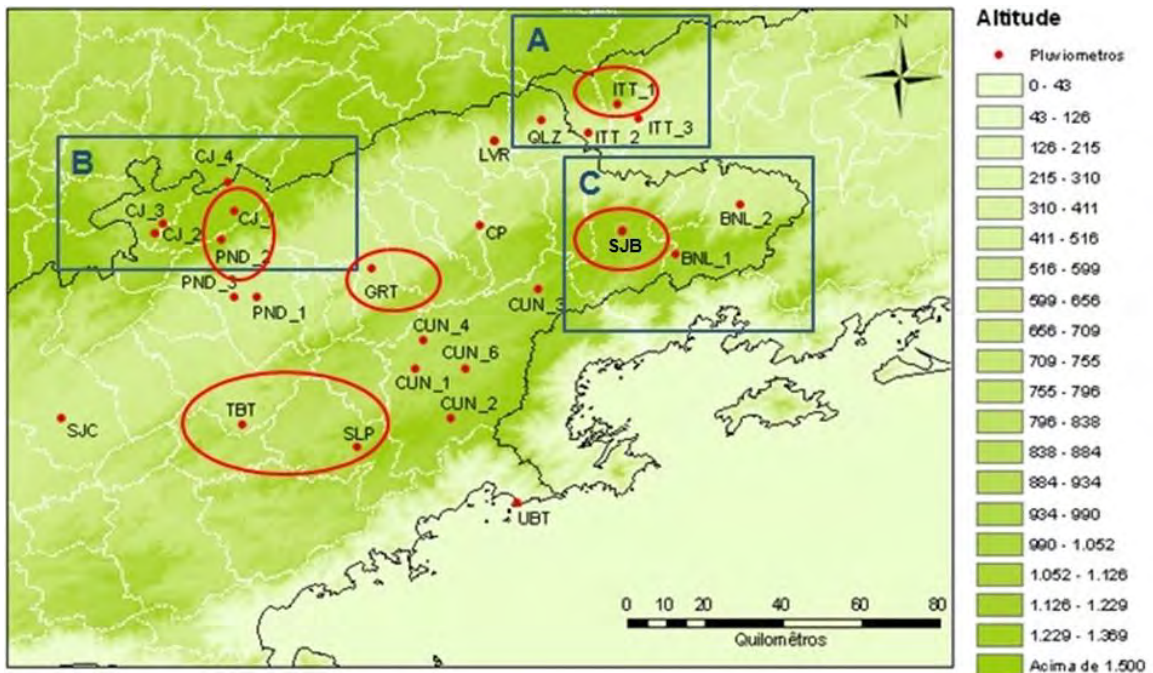 A
ITT_1
ITT_3
QLZ
ITT_2
LVR
B
CJ_4
CJ_3
CJ_1
CJ_2
PND_2
PND_3
PND_1
C
BNL_2
SJB
BNL_1
CP
GRT
CUN_3
CUN_4
CUN_6
CUN_1
CUN_2
TBT
SLP
SJC
UBT
0 10 20 40 60 80
Quilomêtros
N
Altitude
Pluviometros
0 - 43
43 - 126
126 - 215
215 - 310
310 - 411
411 - 516
516 - 599
599 - 656
656 - 709
709 - 755
755 - 796
796 - 838
838 - 884
884 - 934
934 - 990
990 - 1.052
1.052 - 1.126
1.126 - 1.229
1.229 - 1.369
Acima de 1.500